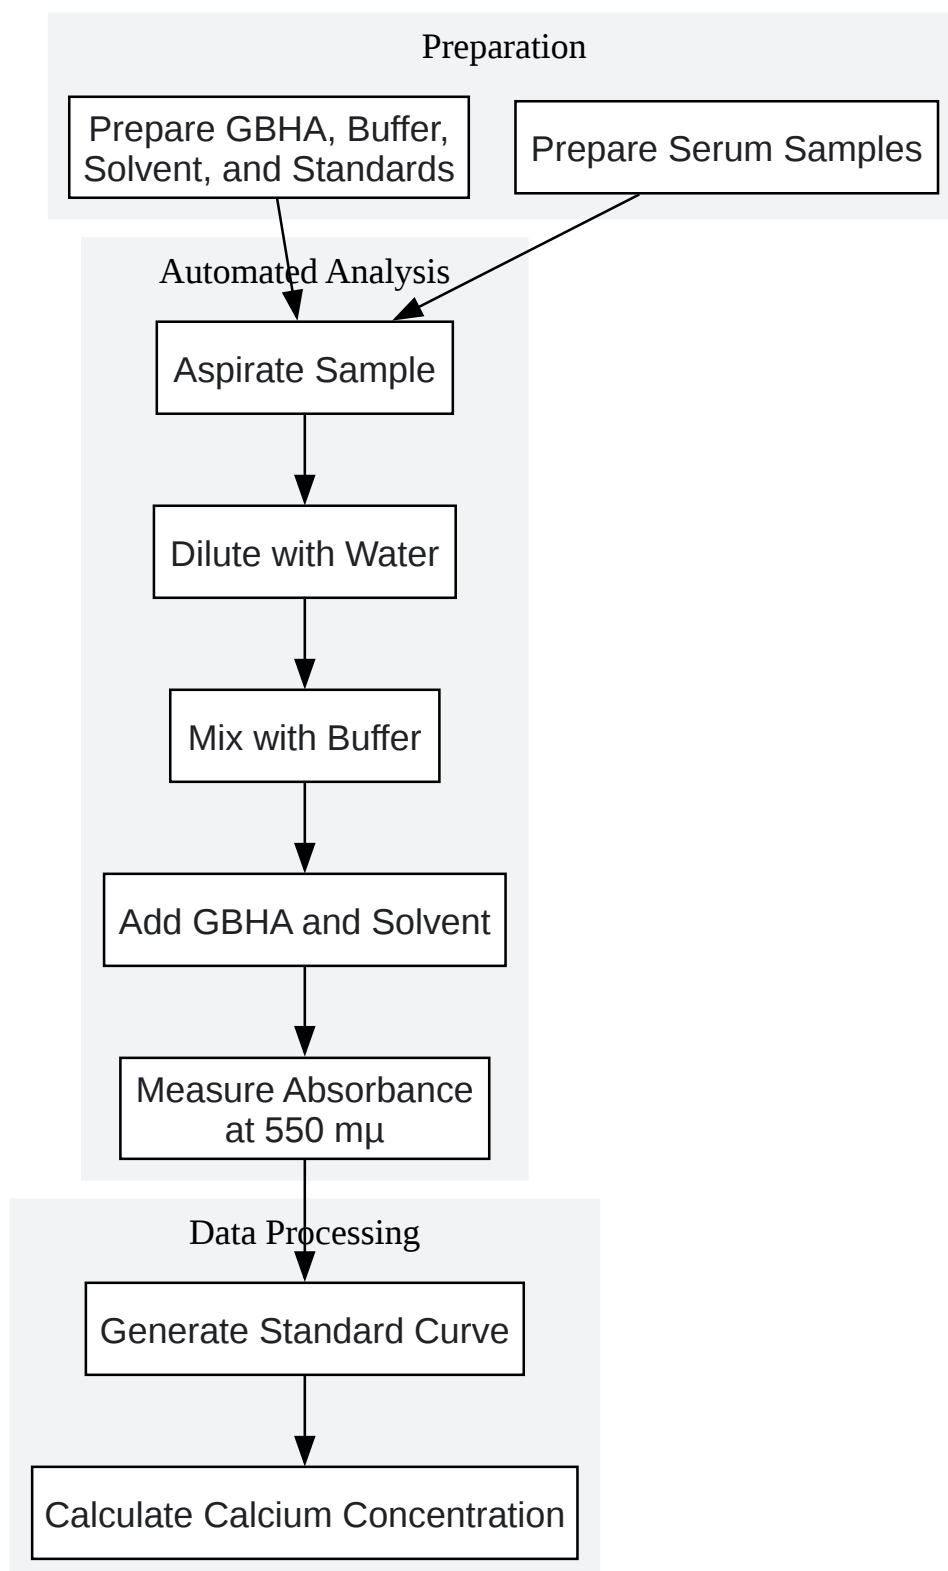 Preparation
Prepare GBHA, Buffer,
Solvent, and Standards
Prepare Serum Samples
Automated Analysis
Aspirate Sample
Dilute with Water
Mix with Buffer
Add GBHA and Solvent
Measure Absorbance
at 550 mµ
Data Processing
Generate Standard Curve
Calculate Calcium Concentration